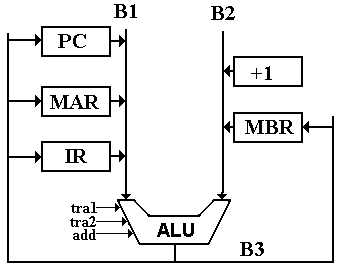 B1 B2
PC
+1
MAR
MBR
IR
tra1
tra2
add
ALU
B3